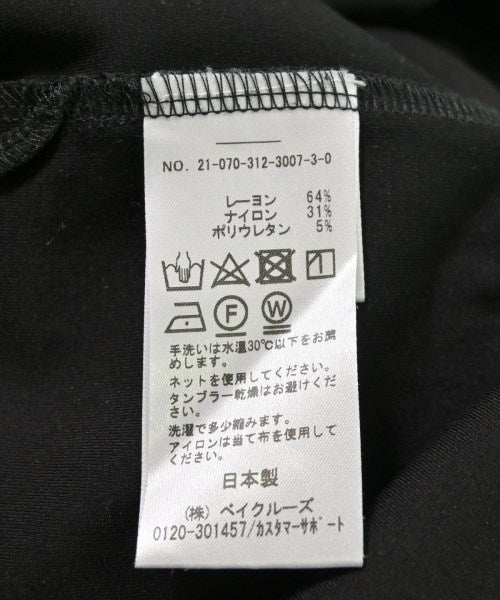 NO. 21-070-312-3007-3-0
レーヨン 64%
ナイロン 31%
ポリウレタン 5%
F W
手洗いは水温30℃以下をお薦
めします。
ネットを使用してください。
タンブラー乾燥はお避けくだ
さい。
洗濯で多少縮みます。
アイロンは当て布を使用して
ください。
日本製
(株) ベイクルーズ
0120-301457/カスタマーサポート